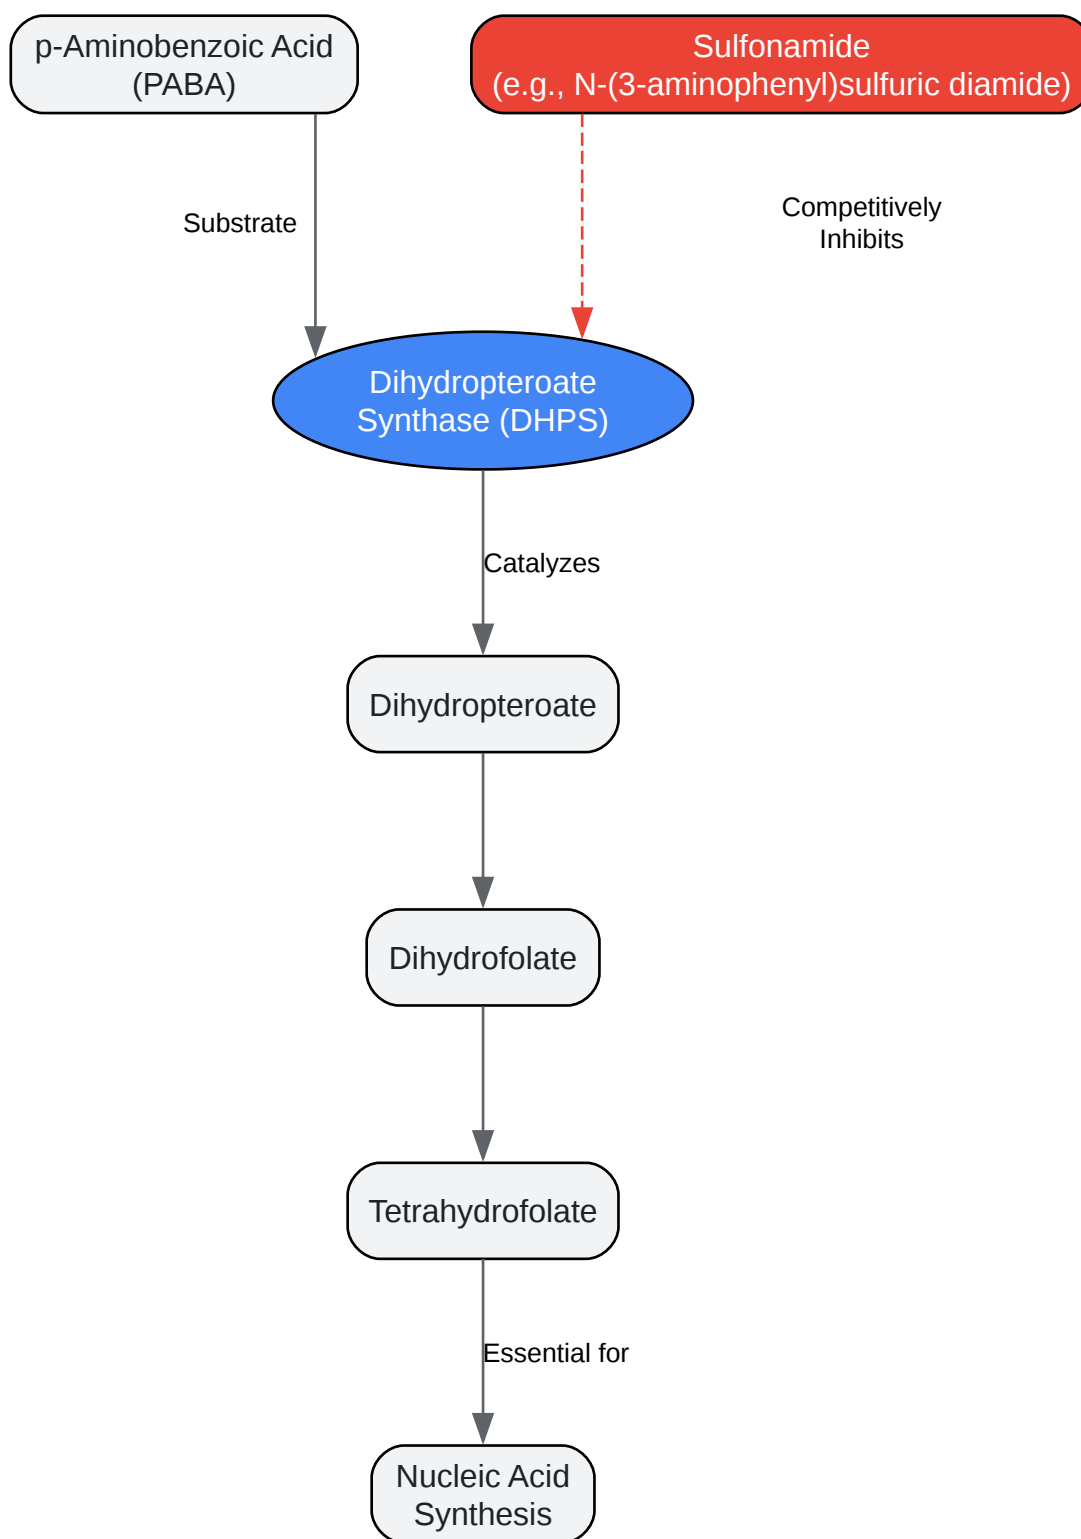 p-Aminobenzoic Acid
(PABA)
Sulfonamide
(e.g., N-(3-aminophenyl)sulfuric diamide)
Substrate
Competitively
Inhibits
Dihydropteroate
Synthase (DHPS)
Catalyzes
Dihydropteroate
Dihydrofolate
Tetrahydrofolate
Essential for
Nucleic Acid
Synthesis